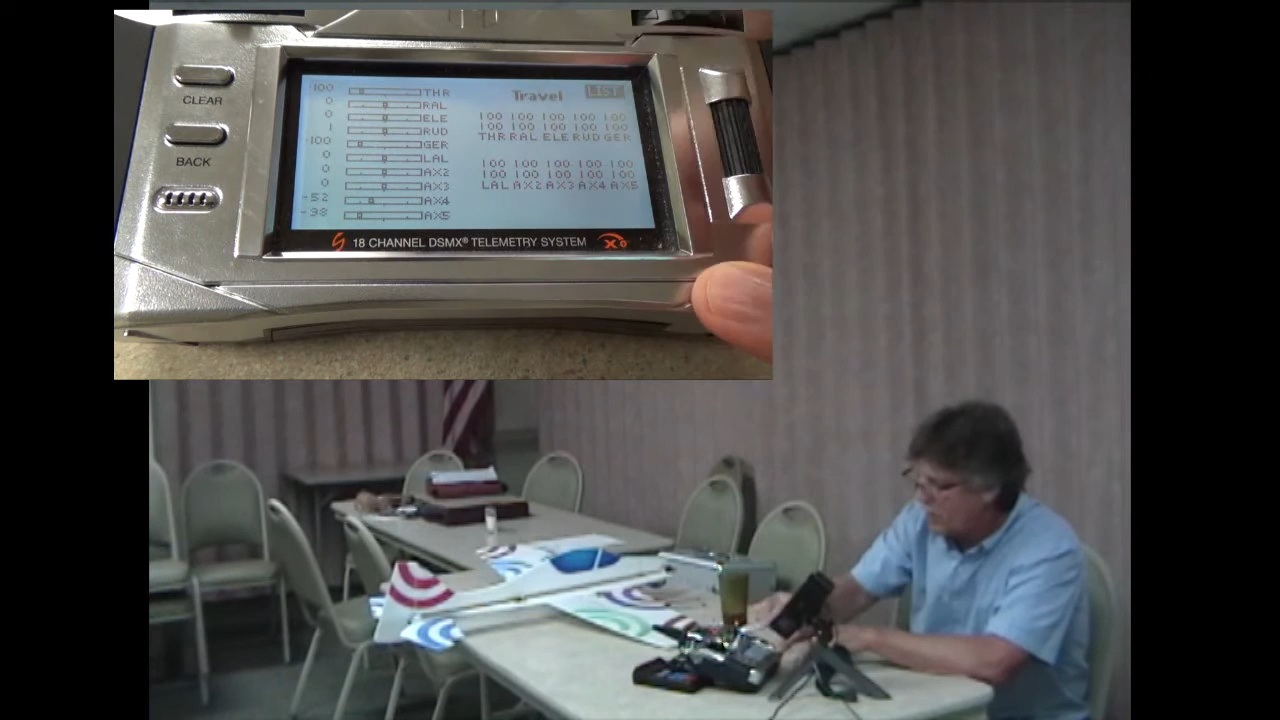 CLEAR
BACK
100 THR
0 RAL
0 ELE
1 RUD
-100 GER
0 LAL
0 AX2
0 AX3
-52 AX4
-38 AX5
Travel LIST
100 100 100 100 100
100 100 100 100 100
THR RAL ELE RUD GER
100 100 100 100 100
100 100 100 100 100
LAL AX2 AX3 AX4 AX5
18 CHANNEL DSMX® TELEMETRY SYSTEM